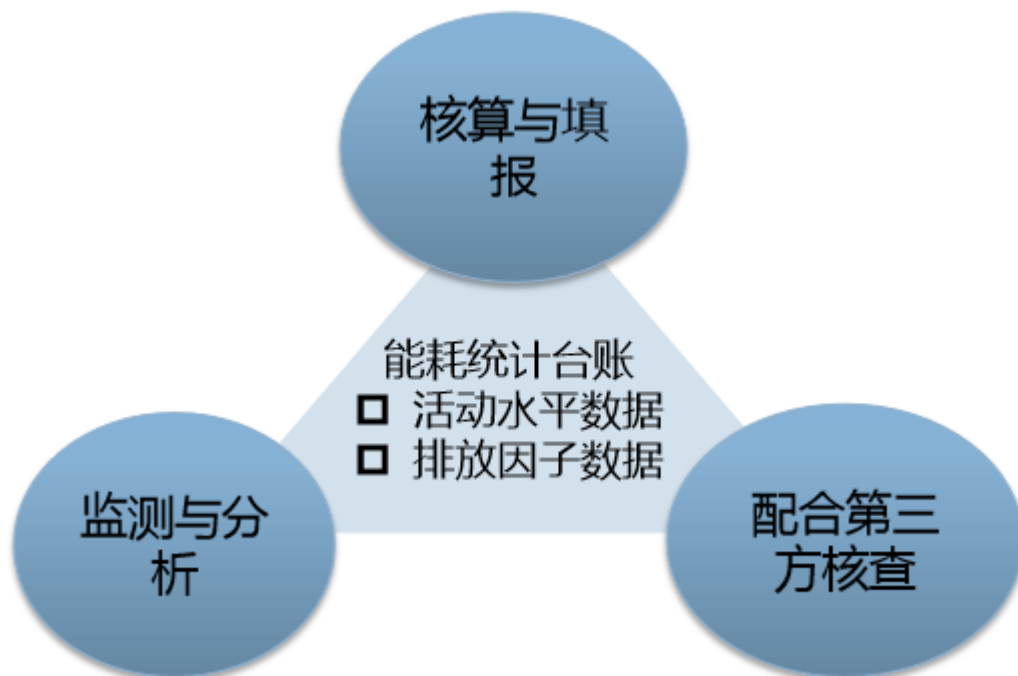 核算与填
报
能耗统计台账
活动水平数据
排放因子数据
监测与分
析
配合第三
方核查